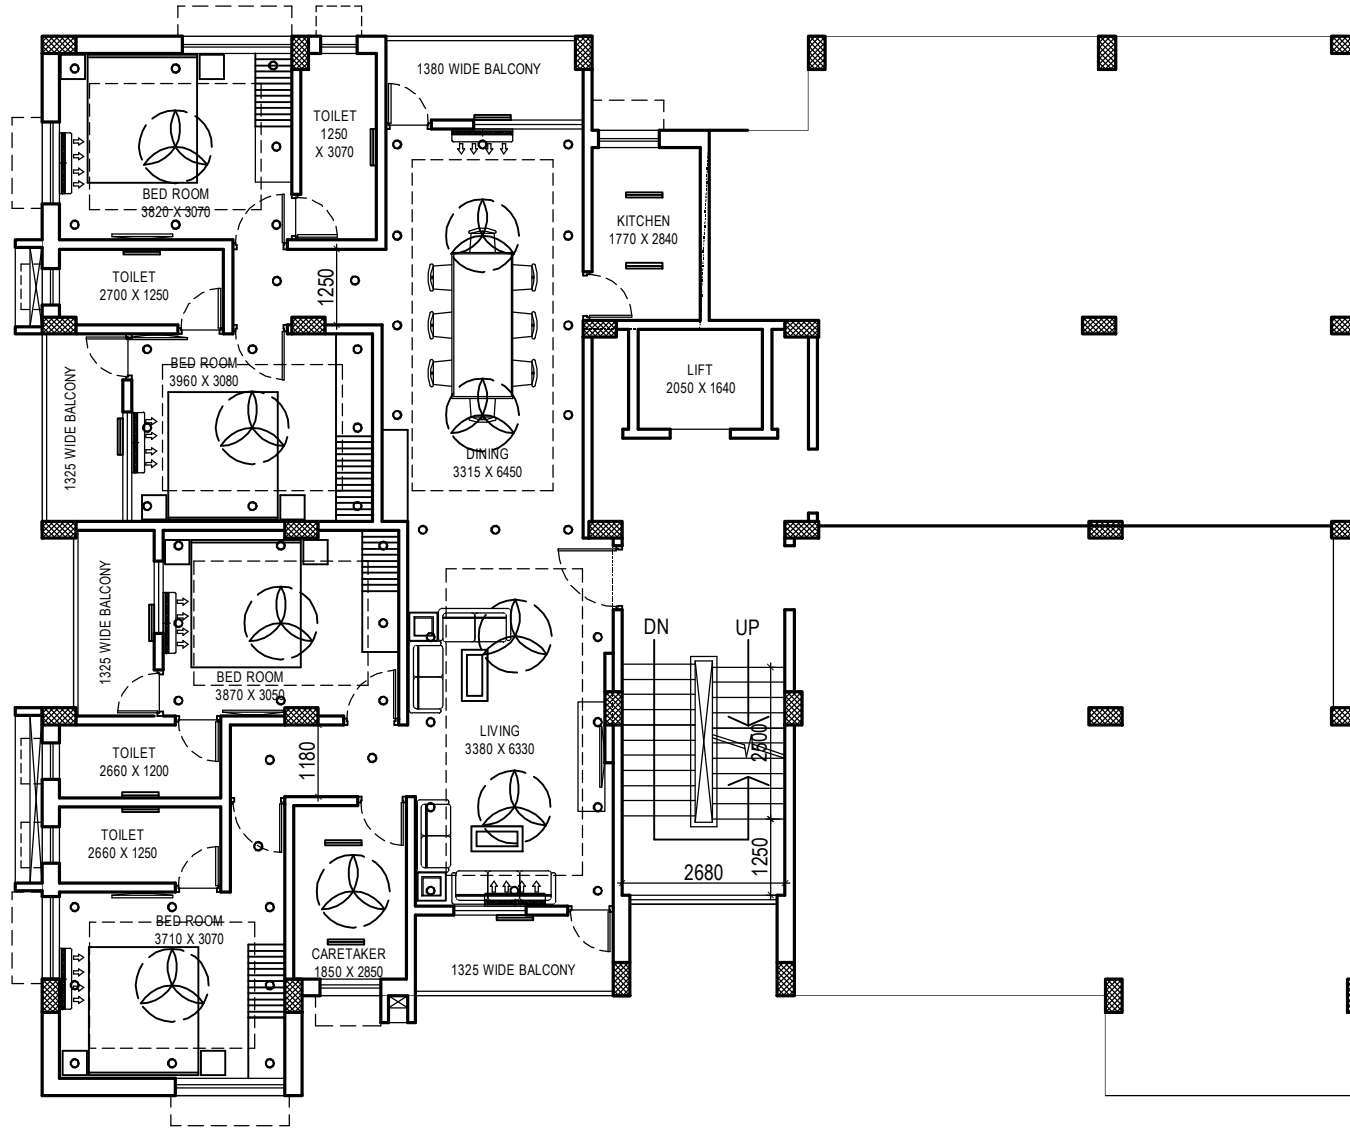 1380 WIDE BALCONY
TOILET
1250
X 3070
BED ROOM
3820 X 3070
KITCHEN
1770 X 2840
TOILET
2700 X 1250
1250
BED ROOM
3960 X 3080
LIFT
2050 X 1640
1325 WIDE BALCONY
DINING
3315 X 6450
1325 WIDE BALCONY
DN
UP
BED ROOM
3870 X 3050
LIVING
3380 X 6330
2500
TOILET
2660 X 1200
1180
TOILET
2660 X 1250
1250
2680
BED ROOM
3710 X 3070
CARETAKER
1850 X 2850
1325 WIDE BALCONY